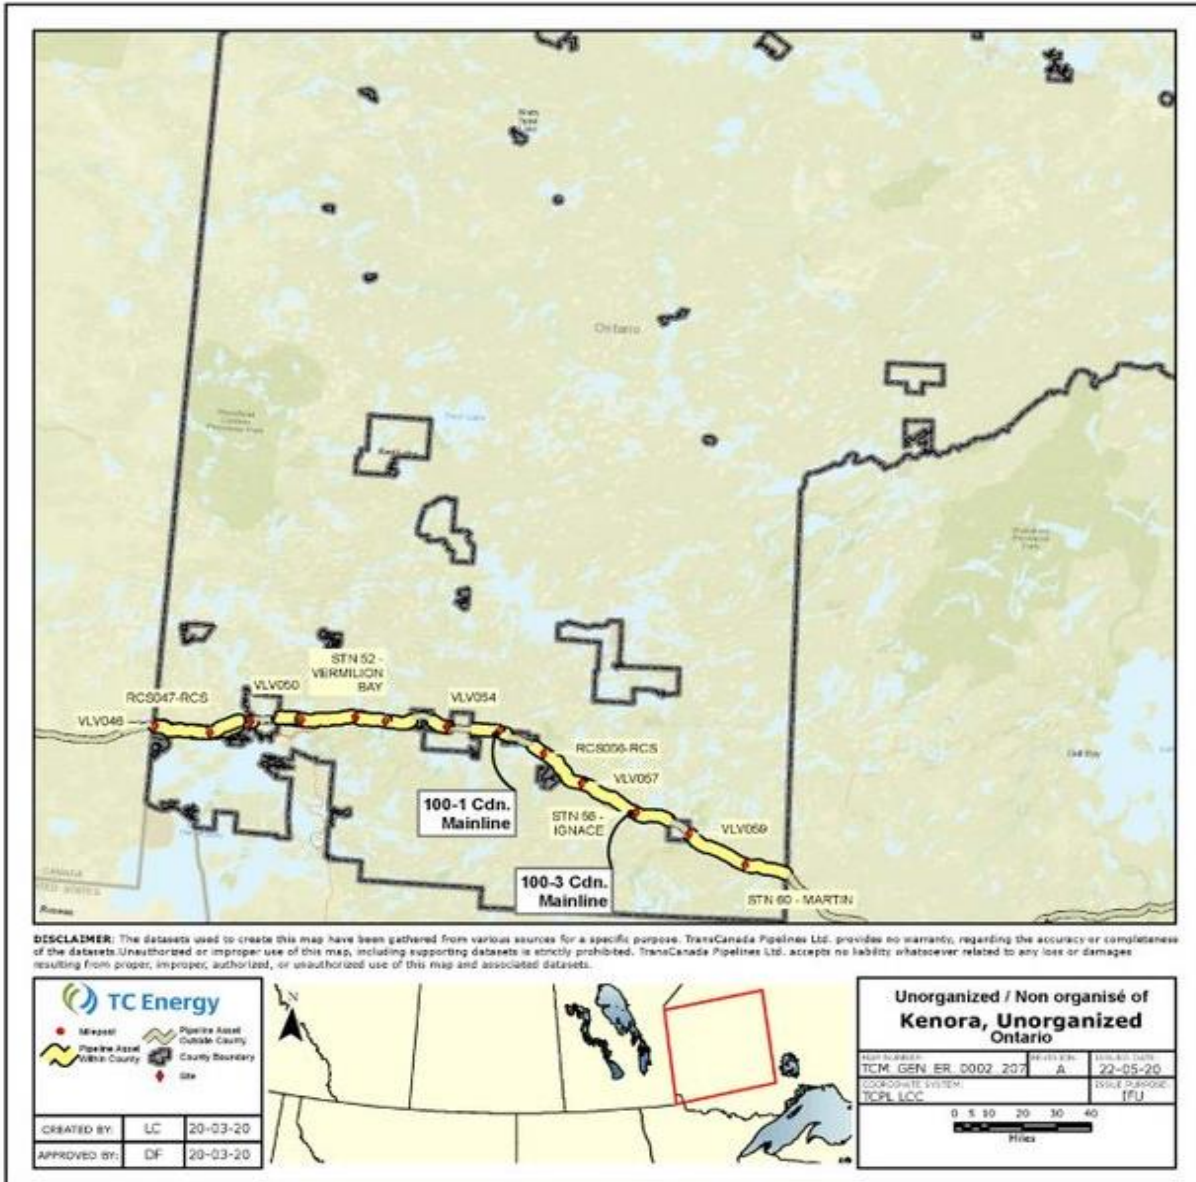 Ontario
STN 52 -
VERMILION
BAY
VLV050
VLV054
RCS047-RCS
VLV046
RCS056-RCS
VLV057
100-1 Cdn.
Mainline
STN 58 -
IGNACE
VLV059
100-3 Cdn.
Mainline
STN 60 - MARTIN
CANADA
DISCLAIMER: The datasets used to create this map have been gathered from various sources for a specific purpose. TransCanada Pipelines Ltd. provides no warranty, regarding the accuracy or completeness
of the datasets.Unauthorized or improper use of this map, including supporting datasets is strictly prohibited. TransCanada Pipelines Ltd. accepts no liability whatsoever related to any loss or damages
resulting from proper, improper, authorized, or unauthorized use of this map and associated datasets.
TC Energy
Milepost
Pipeline Asset
Outside County
Pipeline Asset
Within County
County Boundary
Site
CREATED BY: LC 20-03-20
APPROVED BY: DF 20-03-20
N
Unorganized / Non organisé of
Kenora, Unorganized
Ontario
MAP NUMBER: REVISION: ISSUED DATE:
TCM_GEN_ER_0002_207 A 22-05-20
COORDINATE SYSTEM: ISSUE PURPOSE:
TCPL LCC IFU
0 5 10 20 30 40
Miles